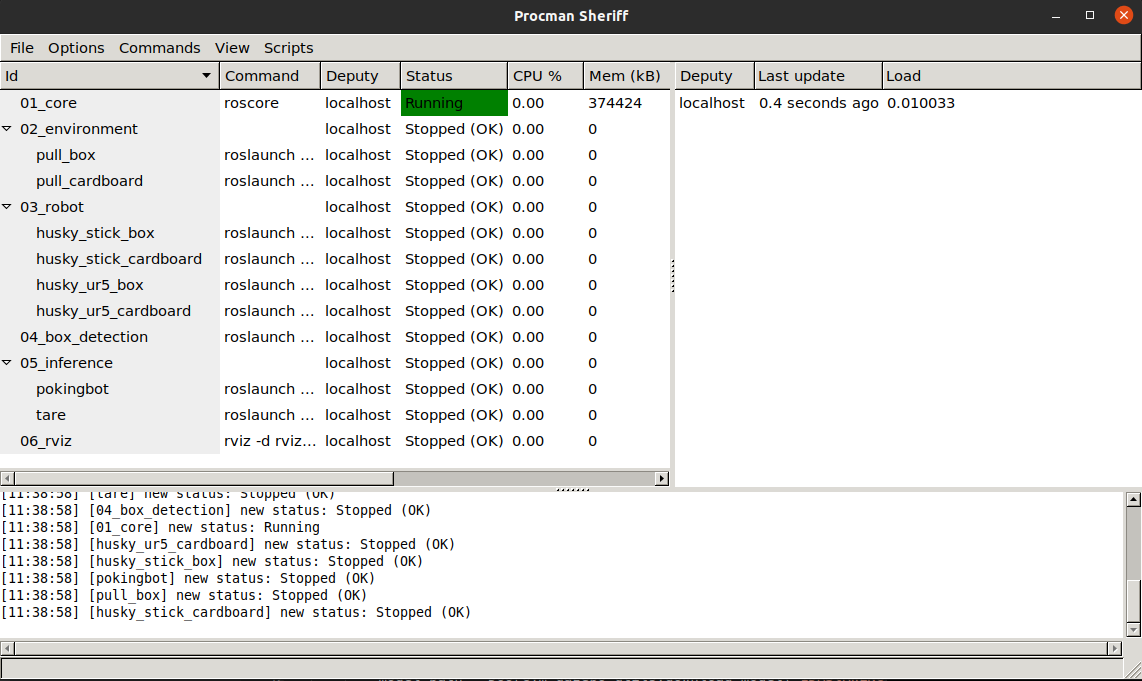 Procman Sheriff
File Options Commands View Scripts
Id Command Deputy Status CPU % Mem (kB) Deputy Last update Load
01_core roscore localhost Running 0.00 374424 localhost 0.4 seconds ago 0.010033
02_environment localhost Stopped (OK) 0.00 0
pull_box roslaunch ... localhost Stopped (OK) 0.00 0
pull_cardboard roslaunch ... localhost Stopped (OK) 0.00 0
03_robot localhost Stopped (OK) 0.00 0
husky_stick_box roslaunch ... localhost Stopped (OK) 0.00 0
husky_stick_cardboard roslaunch ... localhost Stopped (OK) 0.00 0
husky_ur5_box roslaunch ... localhost Stopped (OK) 0.00 0
husky_ur5_cardboard roslaunch ... localhost Stopped (OK) 0.00 0
04_box_detection roslaunch ... localhost Stopped (OK) 0.00 0
05_inference localhost Stopped (OK) 0.00 0
pokingbot roslaunch ... localhost Stopped (OK) 0.00 0
tare roslaunch ... localhost Stopped (OK) 0.00 0
06_rviz rviz -d rviz... localhost Stopped (OK) 0.00 0
[11:38:58] [tare] new status: Stopped (OK)
[11:38:58] [04_box_detection] new status: Stopped (OK)
[11:38:58] [01_core] new status: Running
[11:38:58] [husky_ur5_cardboard] new status: Stopped (OK)
[11:38:58] [husky_stick_box] new status: Stopped (OK)
[11:38:58] [pokingbot] new status: Stopped (OK)
[11:38:58] [pull_box] new status: Stopped (OK)
[11:38:58] [husky_stick_cardboard] new status: Stopped (OK)